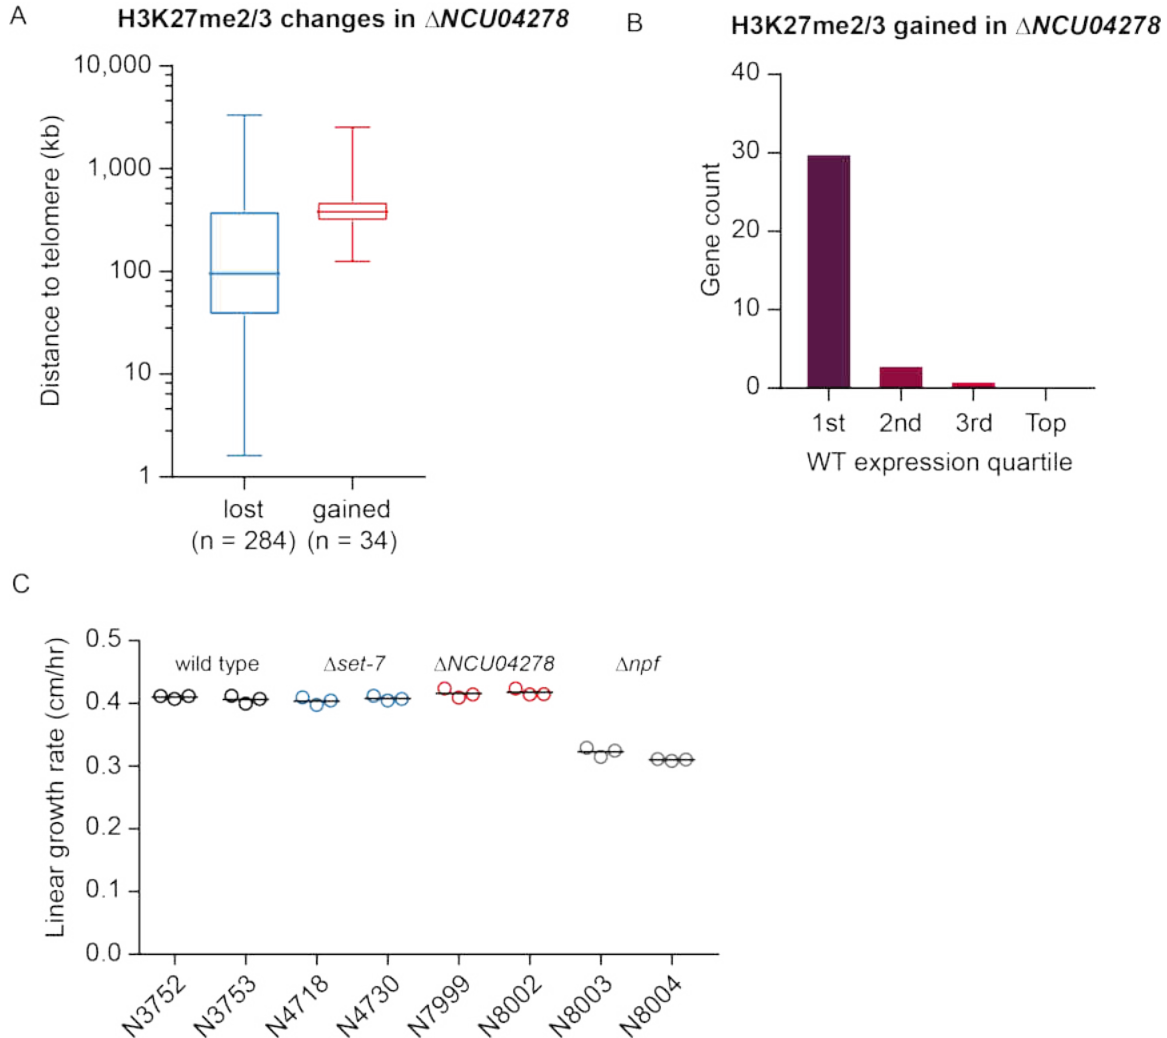 A
H3K27me2/3 changes in ΔNCU04278
10,000
1,000
100
10
1
Distance to telomere (kb)
lost
(n = 284)
gained
(n = 34)
B
H3K27me2/3 gained in ΔNCU04278
40
30
20
10
0
Gene count
1st
2nd
3rd
Top
WT expression quartile
C
0.5
0.4
0.3
0.2
0.1
0.0
Linear growth rate (cm/hr)
wild type
Δset-7
ΔNCU04278
Δnpf
N3752
N3753
N4718
N4730
N7999
N8002
N8003
N8004